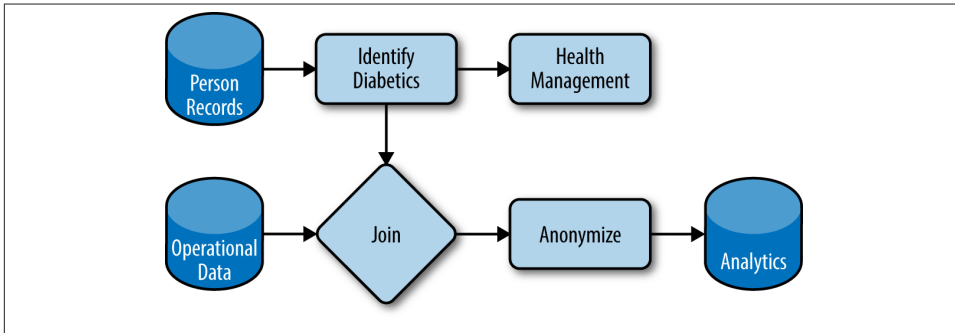 Person
Records
Identify
Diabetics
Health
Management
Operational
Data
Join
Anonymize
Analytics